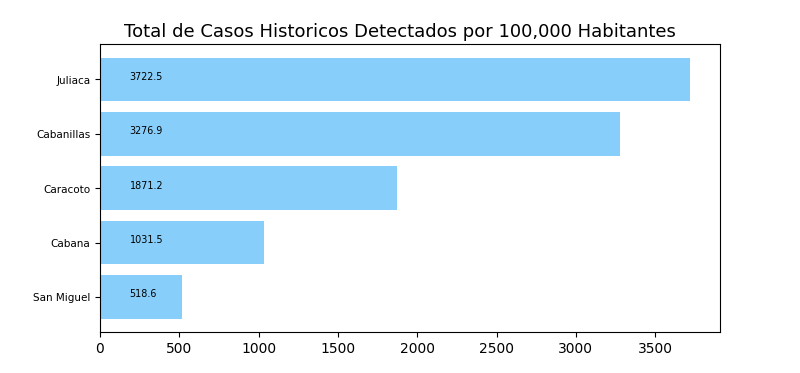 Total de Casos Historicos Detectados por 100,000 Habitantes
Juliaca 3722.5
Cabanillas 3276.9
Caracoto 1871.2
Cabana 1031.5
San Miguel 518.6
0 500 1000 1500 2000 2500 3000 3500